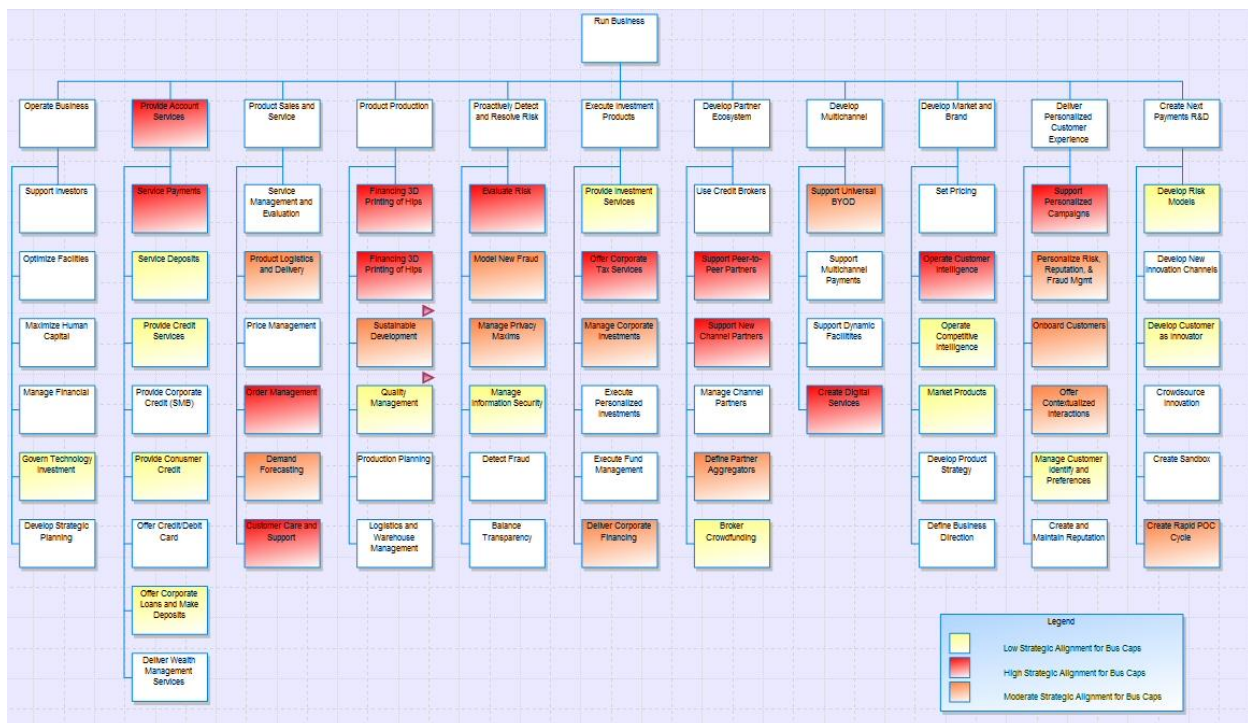 Run Business
Operate Business
Provide Account
Services
Product Sales and
Service
Product Production
Proactively Detect
and Resolve Risk
Execute Investment
Products
Develop Partner
Ecosystem
Develop
Multichannel
Develop Market and
Brand
Deliver
Personalized
Customer
Experience
Create Next
Payments R&D
Support Investors
Optimize Facilities
Maximize Human
Capital
Manage Financial
Govern Technology
Investment
Develop Strategic
Planning
Service Payments
Service Deposits
Provide Credit
Services
Provide Corporate
Credit (SMB)
Provide Conusmer
Credit
Offer Credit/Debit
Card
Offer Corporate
Loans and Make
Deposits
Deliver Wealth
Management
Services
Service
Management and
Evaluation
Product Logistics
and Delivery
Price Management
Order Management
Demand
Forecasting
Customer Care and
Support
Financing 3D
Printing of Hips
Financing 3D
Printing of Hips
Sustainable
Development
Quality
Management
Production Planning
Logistics and
Warehouse
Management
Evaluate Risk
Model New Fraud
Manage Privacy
Maxims
Manage
Information Security
Detect Fraud
Balance
Transparency
Provide Investment
Services
Offer Corporate
Tax Services
Manage Corporate
Investments
Execute
Personalized
Investments
Execute Fund
Management
Deliver Corporate
Financing
Use Credit Brokers
Support Peer-to-
Peer Partners
Support New
Channel Partners
Manage Channel
Partners
Define Partner
Aggregators
Broker
Crowdfunding
Support Universal
BYOD
Support
Multichannel
Payments
Support Dynamic
Facilitites
Create Digital
Services
Set Pricing
Operate Customer
Intelligence
Operate
Competitive
Intelligence
Market Products
Develop Product
Strategy
Define Business
Direction
Support
Personalized
Campaigns
Personalize Risk,
Reputation, &
Fraud Mgmt
Onboard Customers
Offer
Contextualized
Interactions
Manage Customer
Identify and
Preferences
Create and
Maintain Reputation
Develop Risk
Models
Develop New
Innovation Channels
Develop Customer
as Innovator
Crowdsource
Innovation
Create Sandbox
Create Rapid POC
Cycle
Legend
Low Strategic Alignment for Bus Caps
High Strategic Alignment for Bus Caps
Moderate Strategic Alignment for Bus Caps